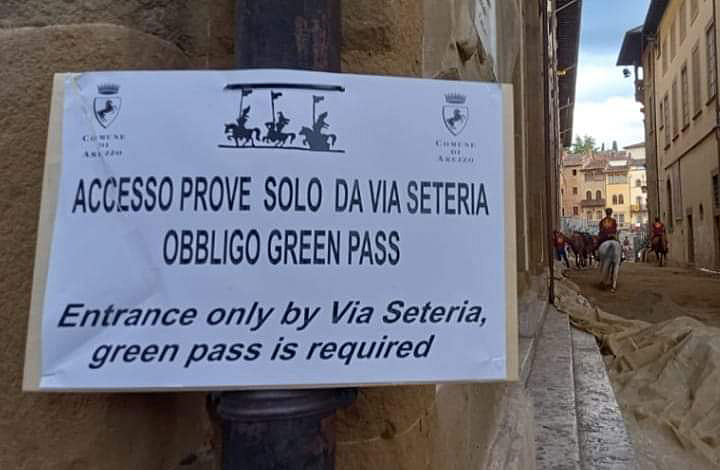 COMUNE
DI
AREZZO
COMUNE
DI
AREZZO
ACCESSO PROVE SOLO DA VIA SETERIA
OBBLIGO GREEN PASS
Entrance only by Via Seteria,
green pass is required